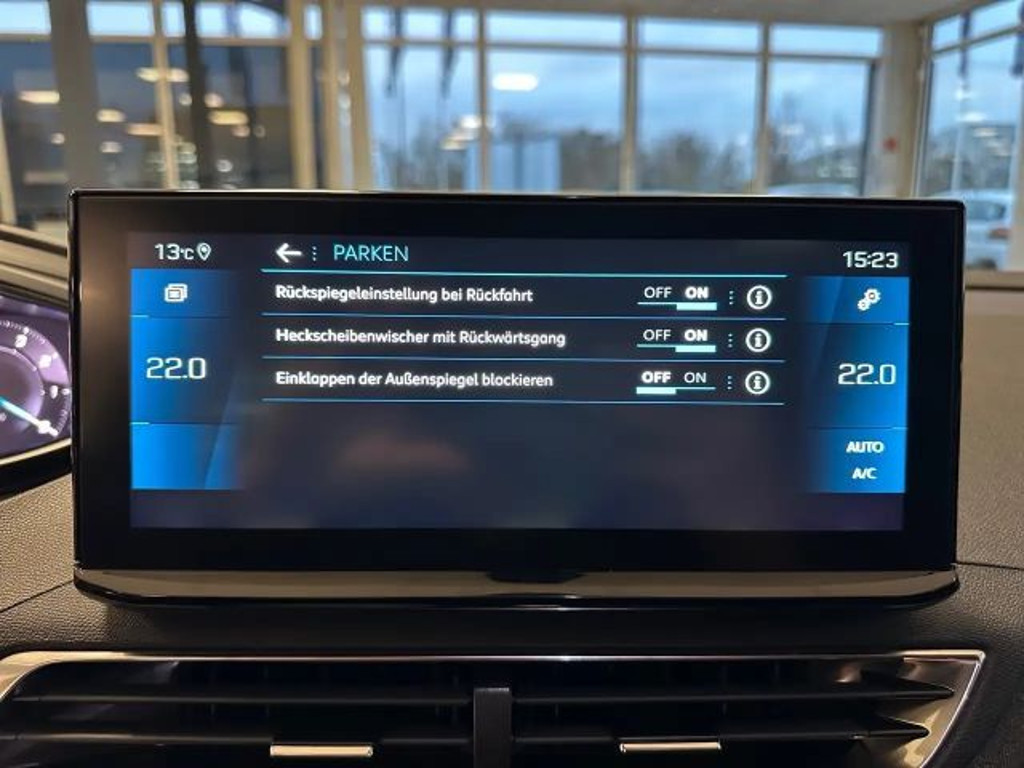 13°C
PARKEN
15:23
Rückspiegeleinstellung bei Rückfahrt OFF ON
Heckscheibenwischer mit Rückwärtsgang OFF ON
Einklappen der Außenspiegel blockieren OFF ON
22.0
22.0
AUTO
A/C